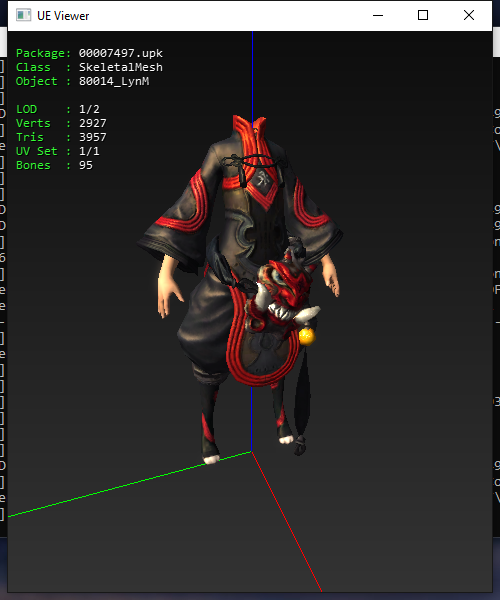 UE Viewer
Package: 00007497.upk
Class  : SkeletalMesh
Object : 80014_LynM
LOD    : 1/2
Verts  : 2927
Tris   : 3957
UV Set : 1/1
Bones  : 95